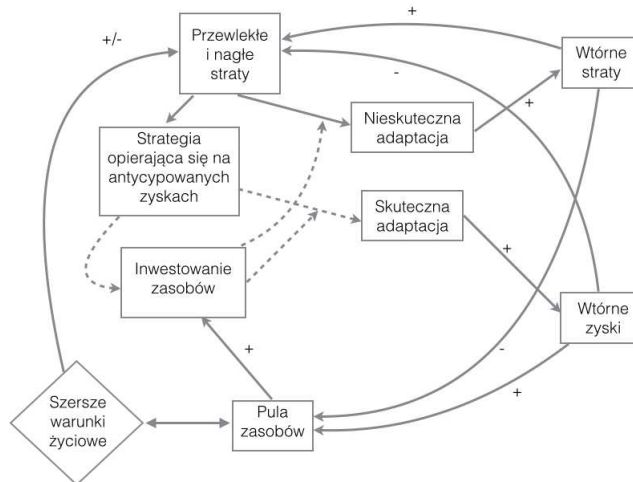 +
+/-
Przewlekłe
i nagłe
straty
Wtórne
straty
-
+
Nieskuteczna
adaptacja
Strategia
opierająca się na
antycypowanych
zyskach
Skuteczna
adaptacja
+
Inwestowanie
zasobów
Wtórne
zyski
+
-
+
Szersze
warunki
życiowe
Pula
zasobów